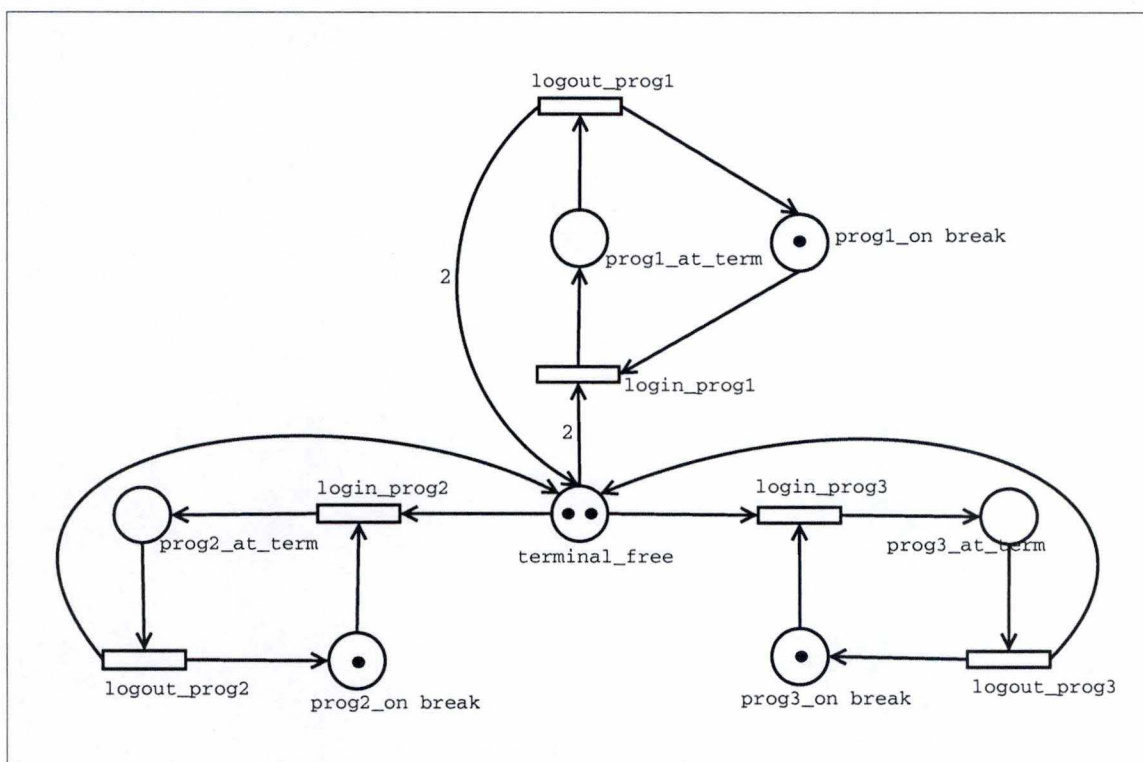 logout_prog1
prog1_on break
prog1_at_term
2
login_prog1
2
login_prog2
login_prog3
prog2_at_term
terminal_free
prog3_at_term
logout_prog2
prog2_on break
prog3_on break
logout_prog3